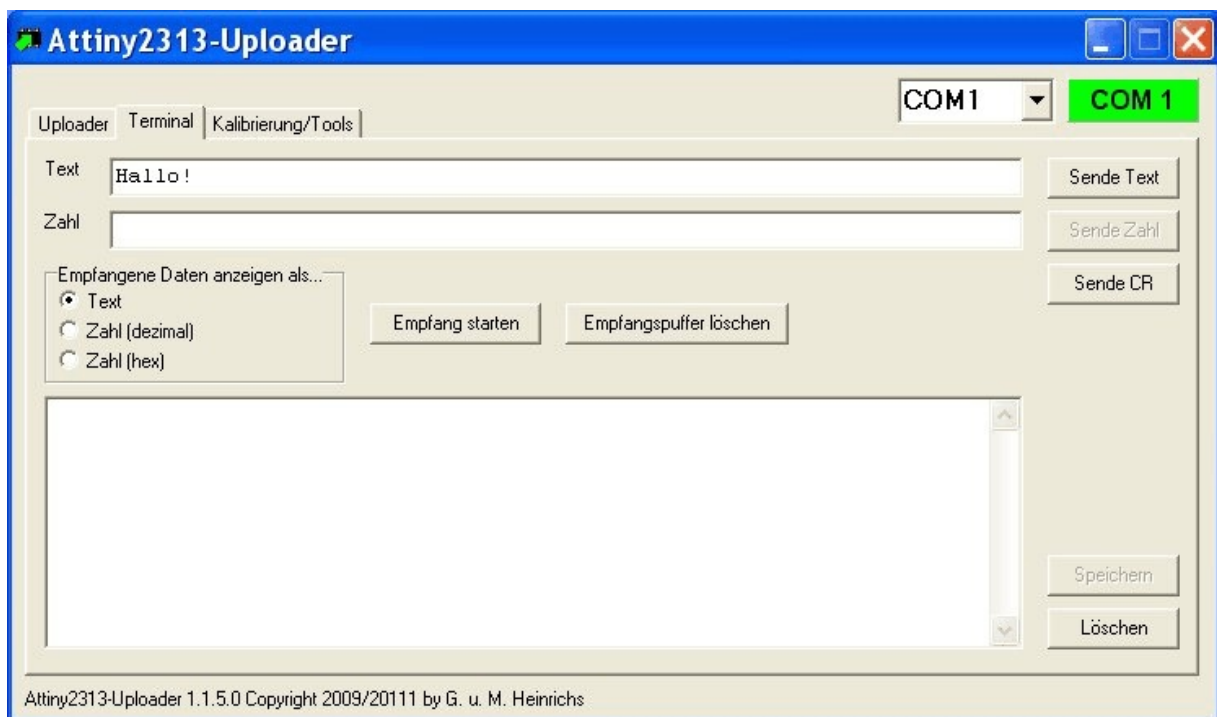 Attiny2313-Uploader
COM1
COM 1
Uploader
Terminal
Kalibrierung/Tools
Text
Hallo!
Sende Text
Zahl
Sende Zahl
Empfangene Daten anzeigen als...
Text
Zahl (dezimal)
Zahl (hex)
Empfang starten
Empfangspuffer löschen
Sende CR
Speichern
Löschen
Attiny2313-Uploader 1.1.5.0 Copyright 2009/20111 by G. u. M. Heinrichs